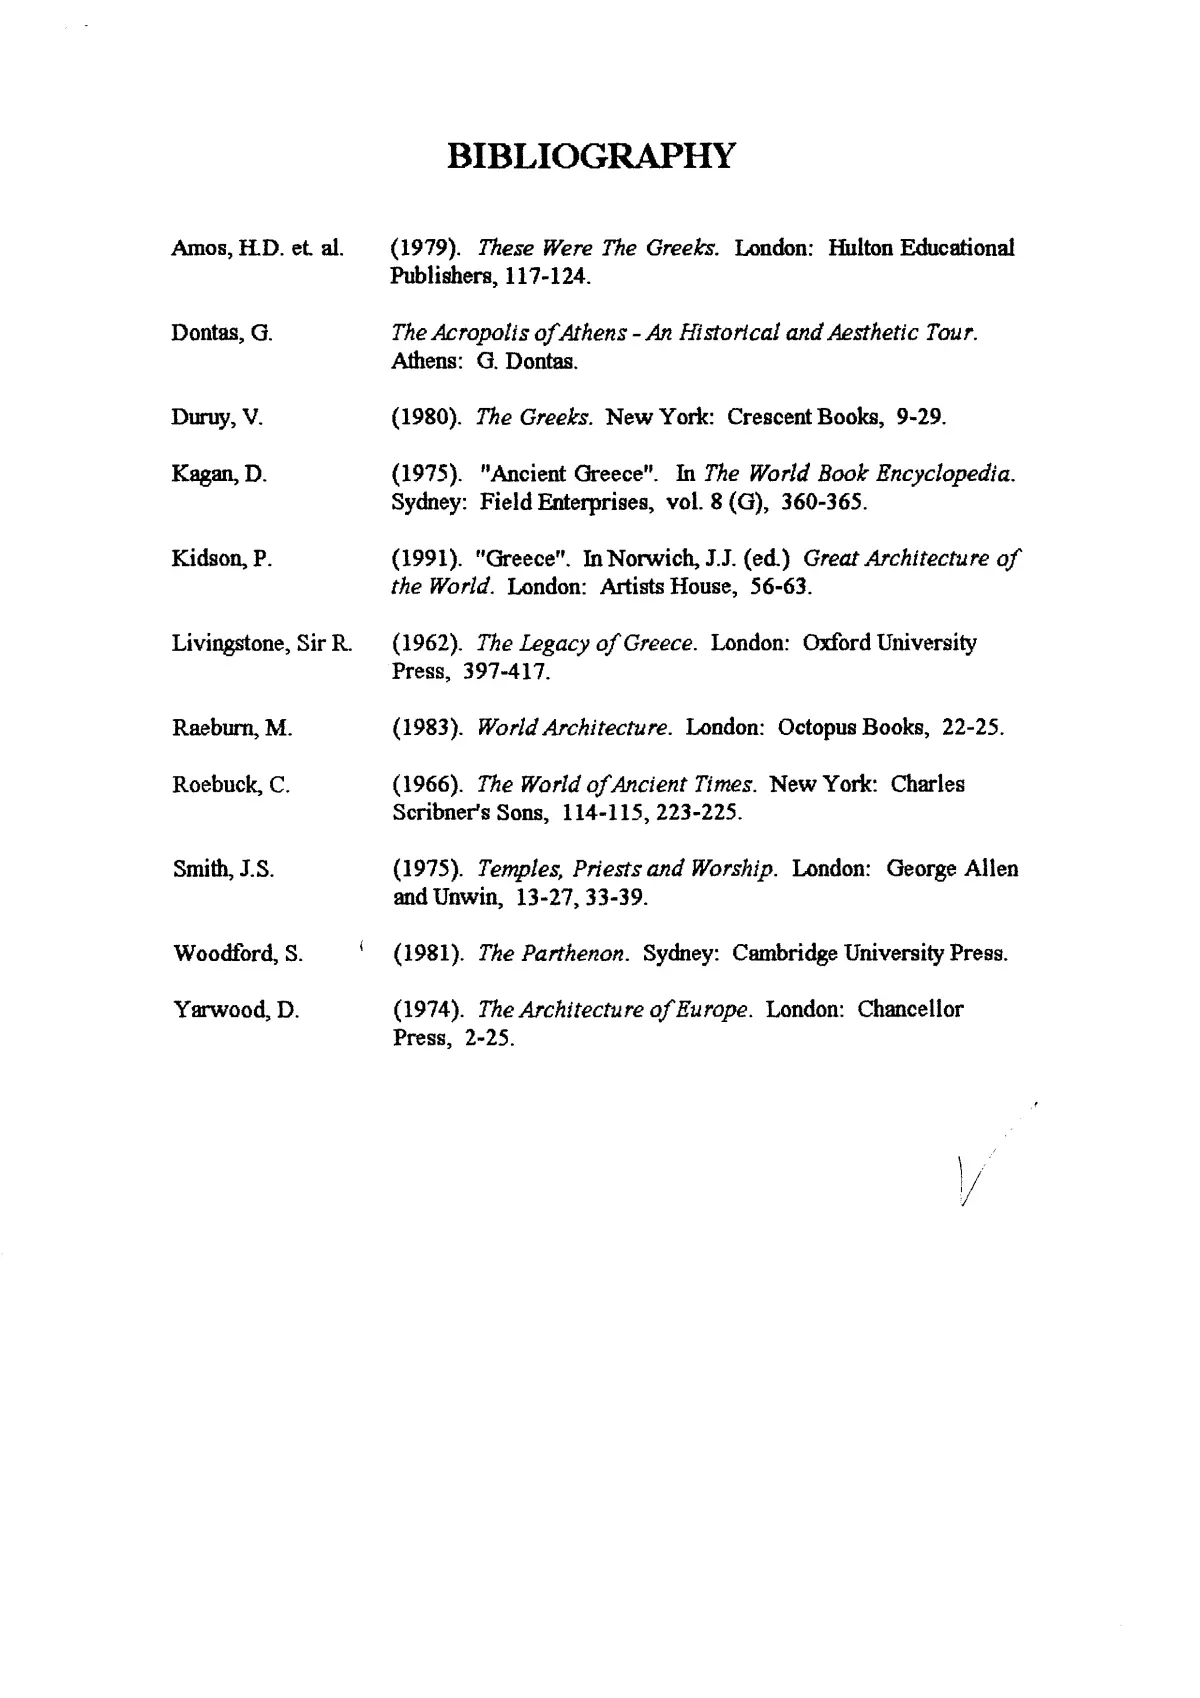 BIBLIOGRAPHY
Amos, H.D. et. al. (1979). These Were The Greeks. London: Hulton Educational
Publishers, 117-124.
Dontas, G. The Acropolis of Athens - An Historical and Aesthetic Tour.
Athens: G. Dontas.
Duruy, V. (1980). The Greeks. New York: Crescent Books, 9-29.
Kagan, D. (1975). "Ancient Greece". In The World Book Encyclopedia.
Sydney: Field Enterprises, vol. 8 (G), 360-365.
Kidson, P. (1991). "Greece". In Norwich, J.J. (ed.) Great Architecture of
the World. London: Artists House, 56-63.
Livingstone, Sir R. (1962). The Legacy of Greece. London: Oxford University
Press, 397-417.
Raeburn, M. (1983). World Architecture. London: Octopus Books, 22-25.
Roebuck, C. (1966). The World of Ancient Times. New York: Charles
Scribner's Sons, 114-115, 223-225.
Smith, J.S. (1975). Temples, Priests and Worship. London: George Allen
and Unwin, 13-27, 33-39.
Woodford, S. (1981). The Parthenon. Sydney: Cambridge University Press.
Yarwood, D. (1974). The Architecture of Europe. London: Chancellor
Press, 2-25.